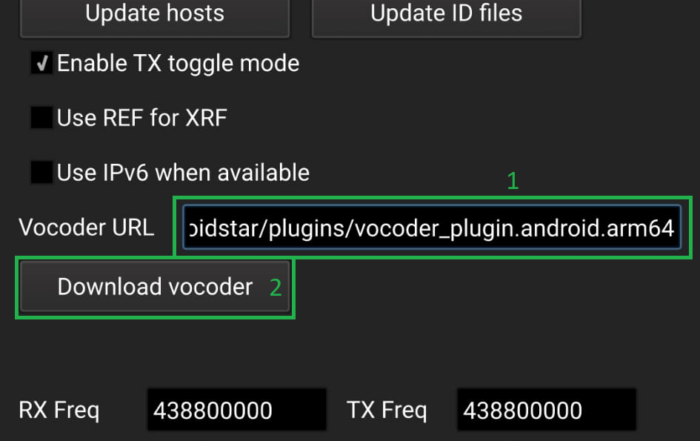 Update hosts Update ID files
Enable TX toggle mode
Use REF for XRF
Use IPv6 when available
1
Vocoder URL oidstar/plugins/vocoder_plugin.android.arm64
Download vocoder 2
RX Freq 438800000 TX Freq 438800000